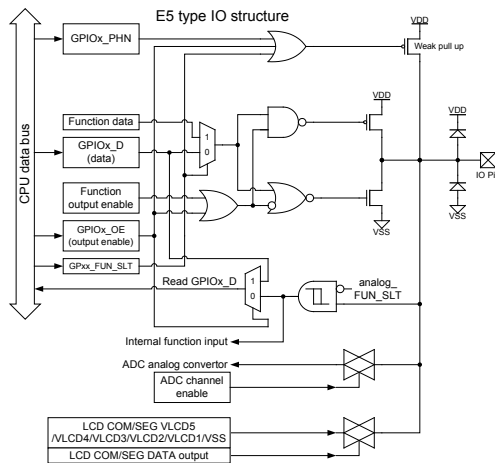 E5 type IO structure
VDD
GPIOx_PHN
Weak pull up
CPU data bus
Function data
VDD
VDD
1
0
GPIOx_D
(data)
IO Pi
Function
output enable
VSS
VSS
GPIOx_OE
(output enable)
GPxx_FUN_SLT
Read GPIOx_D
1
0
analog_
FUN_SLT
Internal function input
ADC analog convertor
ADC channel
enable
LCD COM/SEG VLCD5
/VLCD4/VLCD3/VLCD2/VLCD1/VSS
LCD COM/SEG DATA output